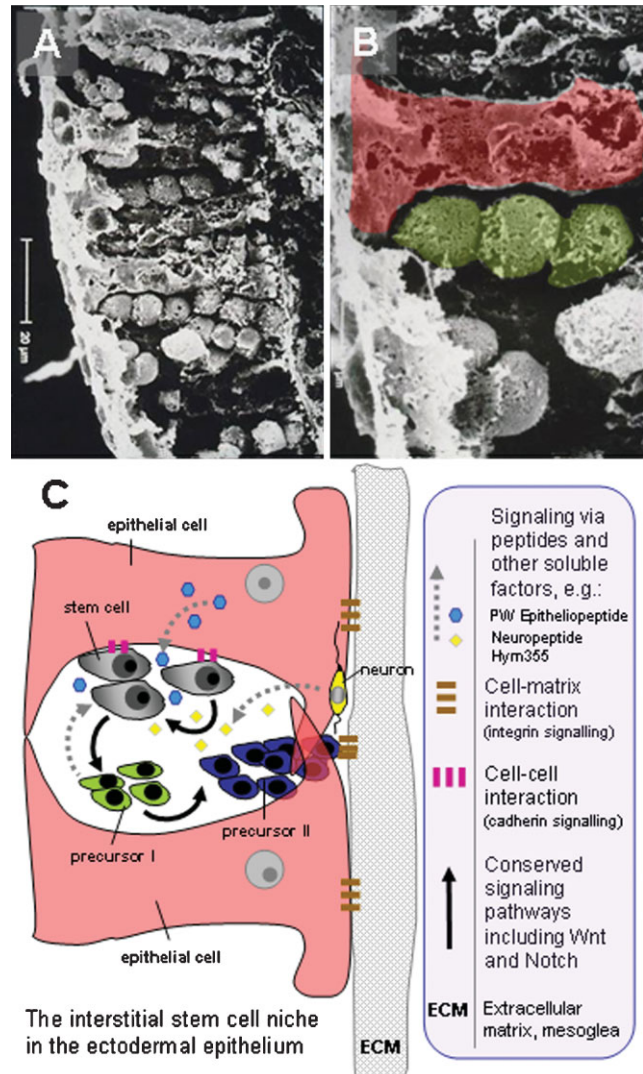 A
B
20 µm
C
epithelial cell
stem cell
neuron
precursor II
precursor I
epithelial cell
The interstitial stem cell niche
in the ectodermal epithelium
ECM
Signaling via
peptides and
other soluble
factors, e.g.:
PW Epitheliopeptide
Neuropeptide
Hym355
Cell-matrix
interaction
(integrin signalling)
Cell-cell
interaction
(cadherin signalling)
Conserved
signaling
pathways
including Wnt
and Notch
ECM
Extracellular
matrix, mesoglea